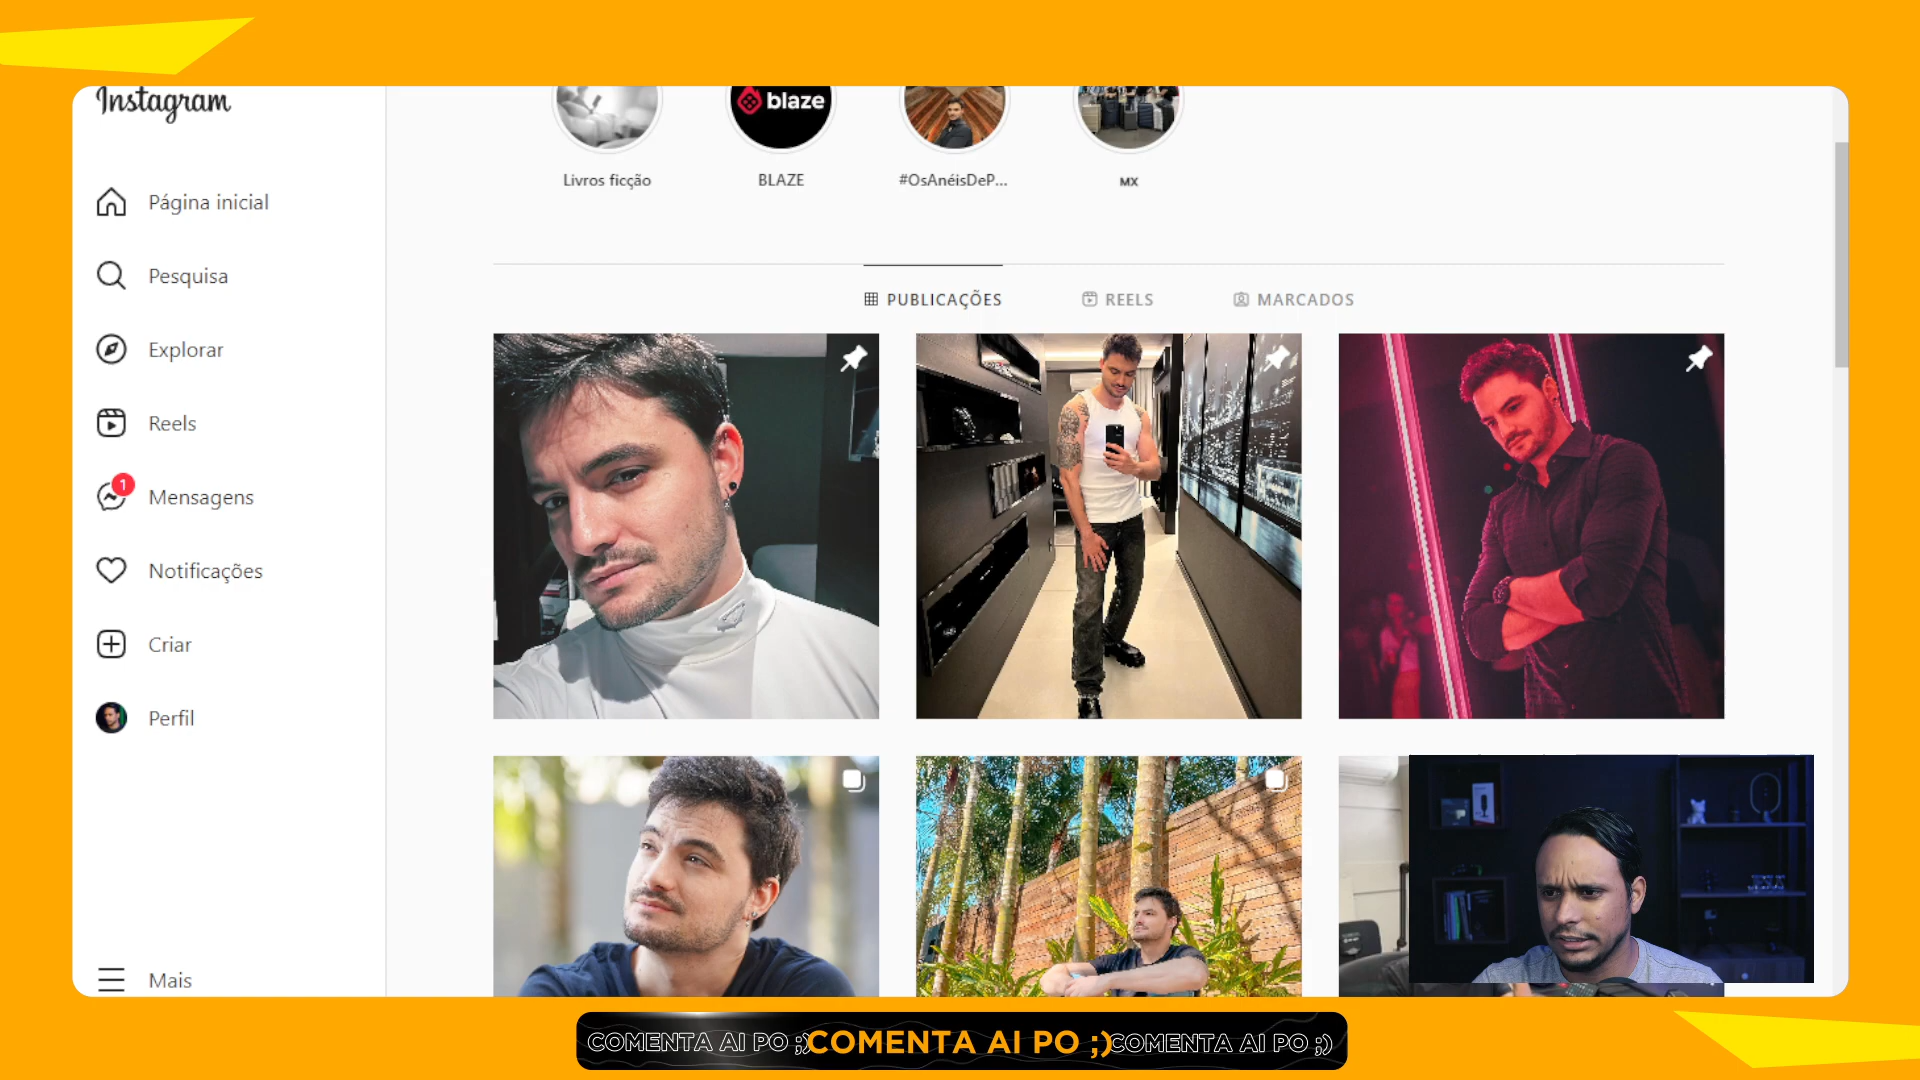 Instagram
blaze
Livros ficção
BLAZE
#OsAnéisDeP...
MX
Página inicial
Pesquisa
Explorar
Reels
1
Mensagens
Notificações
Criar
Perfil
Mais
PUBLICAÇÕES
REELS
MARCADOS
COMENTA AI PO ;)
COMENTA AI PO ;)
COMENTA AI PO ;)